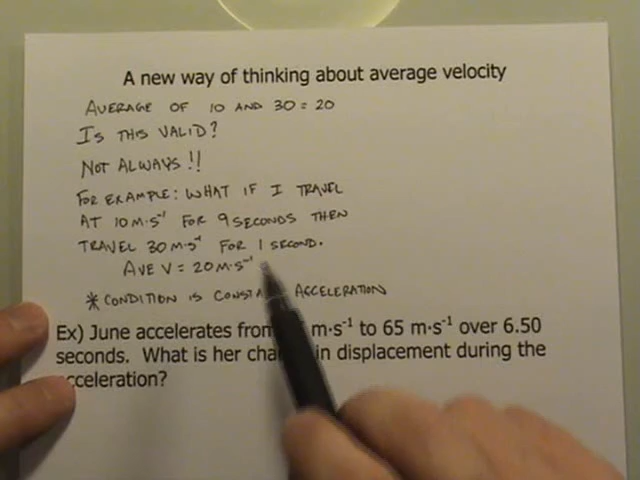 A new way of thinking about average velocity
AVERAGE OF 10 AND 30 = 20
IS THIS VALID?
NOT ALWAYS!!
FOR EXAMPLE: WHAT IF I TRAVEL
AT 10 M·S⁻¹ FOR 9 SECONDS THEN
TRAVEL 30 M·S⁻¹ FOR 1 SECOND.
AVE V = 20 M·S⁻¹
* CONDITION IS ACCELERATION
Ex) June accelerates from m·s⁻¹ to 65 m·s⁻¹ over 6.50
seconds. What is her in displacement during the
acceleration?